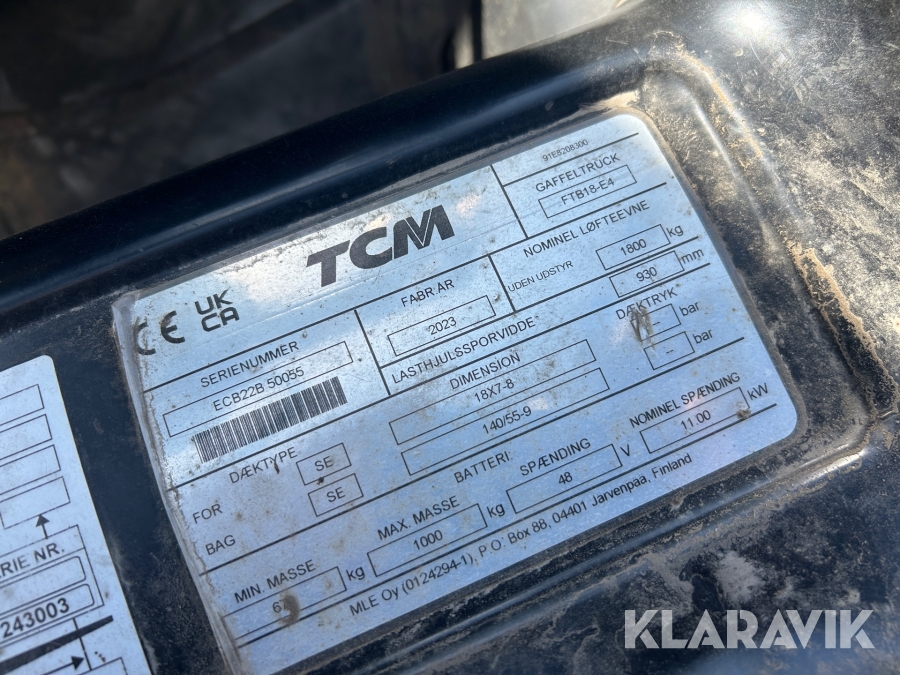 91E8208300
GAFFELTRUCK
FTB18-E4
TCM
CE UK CA
NOMINEL LØFTEEVNE
UDEN UDSTYR 1800 kg
FABR AR
2023
SERIENUMMER
ECB22B 50055
LASTHJULSSPORVIDDE 930 mm
DIMENSION
DÆKTRYK
DÆKTYPE
FOR SE 18X7-8 bar
BAG SE 140/55-9 – bar
BATTERI:
MIN. MASSE kg
MAX. MASSE 1000 kg
SPÆNDING 48 V
NOMINEL SPÆNDING 11.00 kW
MLE Oy (0124294-1), P.O. Box 88, 04401 Jarvenpaa, Finland
ERIE NR.
243003
KLARAVIK